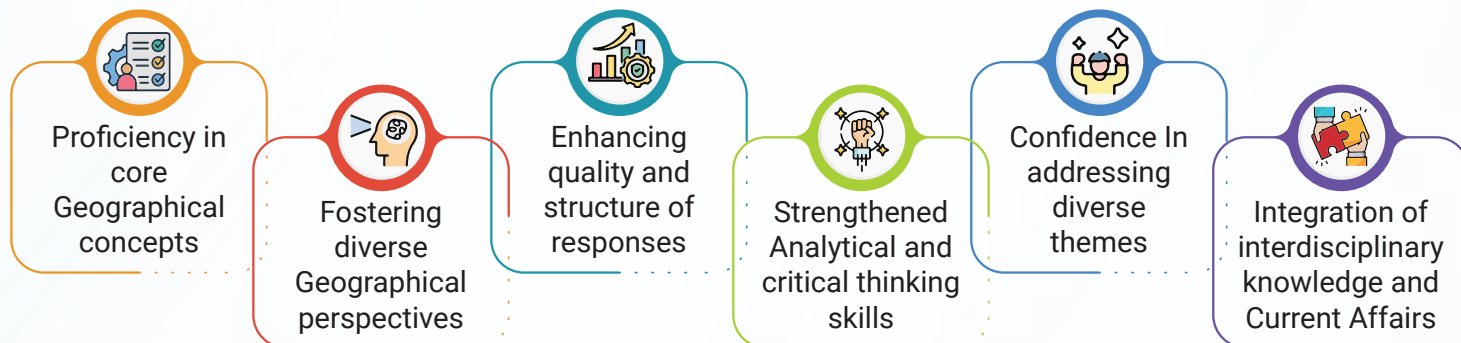 Proficiency in
core
Geographical
concepts
Fostering
diverse
Geographical
perspectives
Enhancing
quality and
structure of
responses
Strengthened
Analytical and
critical thinking
skills
Confidence In
addressing
diverse
themes
Integration of
interdisciplinary
knowledge and
Current Affairs